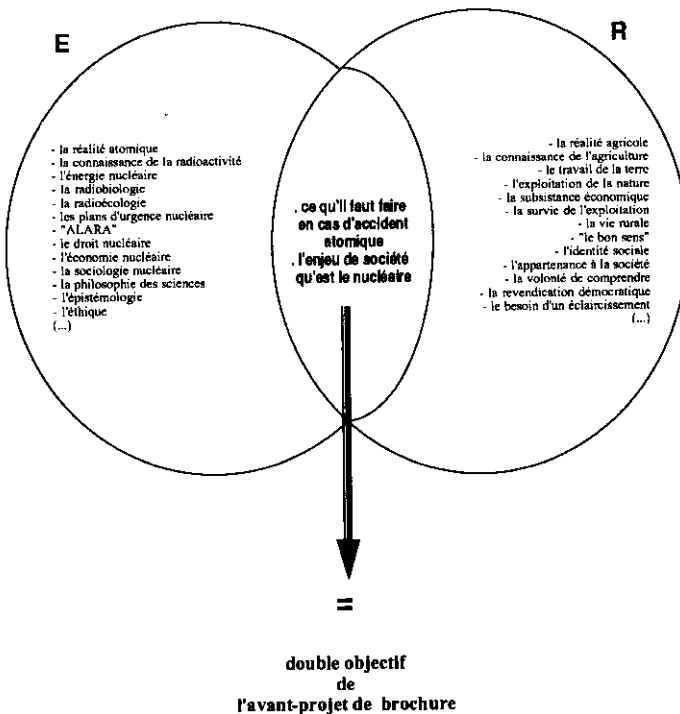 E
R
- la réalité atomique
- la connaissance de la radioactivité
- l'énergie nucléaire
- la radiobiologie
- la radioécologie
- les plans d'urgence nucléaire
- "ALARA"
- le droit nucléaire
- l'économie nucléaire
- la sociologie nucléaire
- la philosophie des sciences
- l'épistémologie
- l'éthique
(...)
. ce qu'il faut faire
en cas d'accident
atomique
. l'enjeu de société
qu'est le nucléaire
- la réalité agricole
- la connaissance de l'agriculture
- le travail de la terre
- l'exploitation de la nature
- la subsistance économique
- la survie de l'exploitation
- la vie rurale
- "le bon sens"
- l'identité sociale
- l'appartenance à la société
- la volonté de comprendre
- la revendication démocratique
- le besoin d'un éclaircissement
(...)
=
double objectif
de
l'avant-projet de brochure